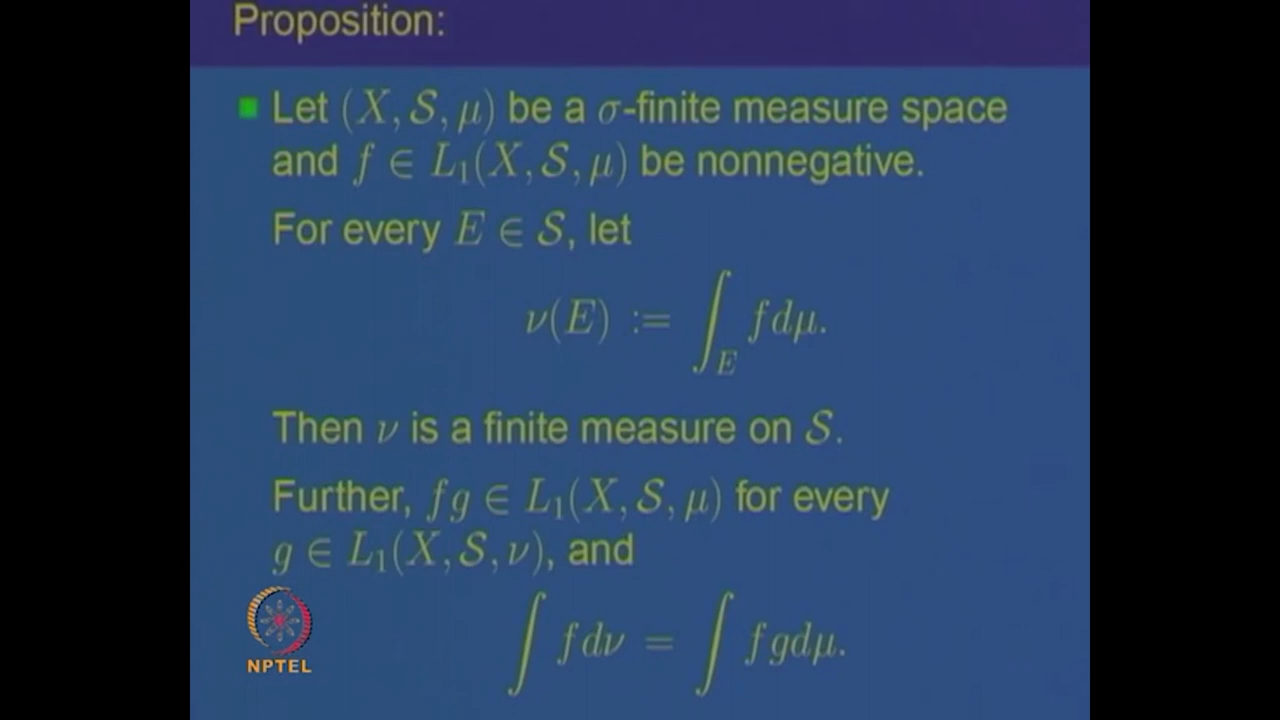 Proposition:
Let (X, S, μ) be a σ-finite measure space
and f ∈ L₁(X, S, μ) be nonnegative.
For every E ∈ S, let
ν(E) := ∫_E f dμ.
Then ν is a finite measure on S.
Further, fg ∈ L₁(X, S, μ) for every
g ∈ L₁(X, S, ν), and
∫ f dν = ∫ f g dμ.
NPTEL